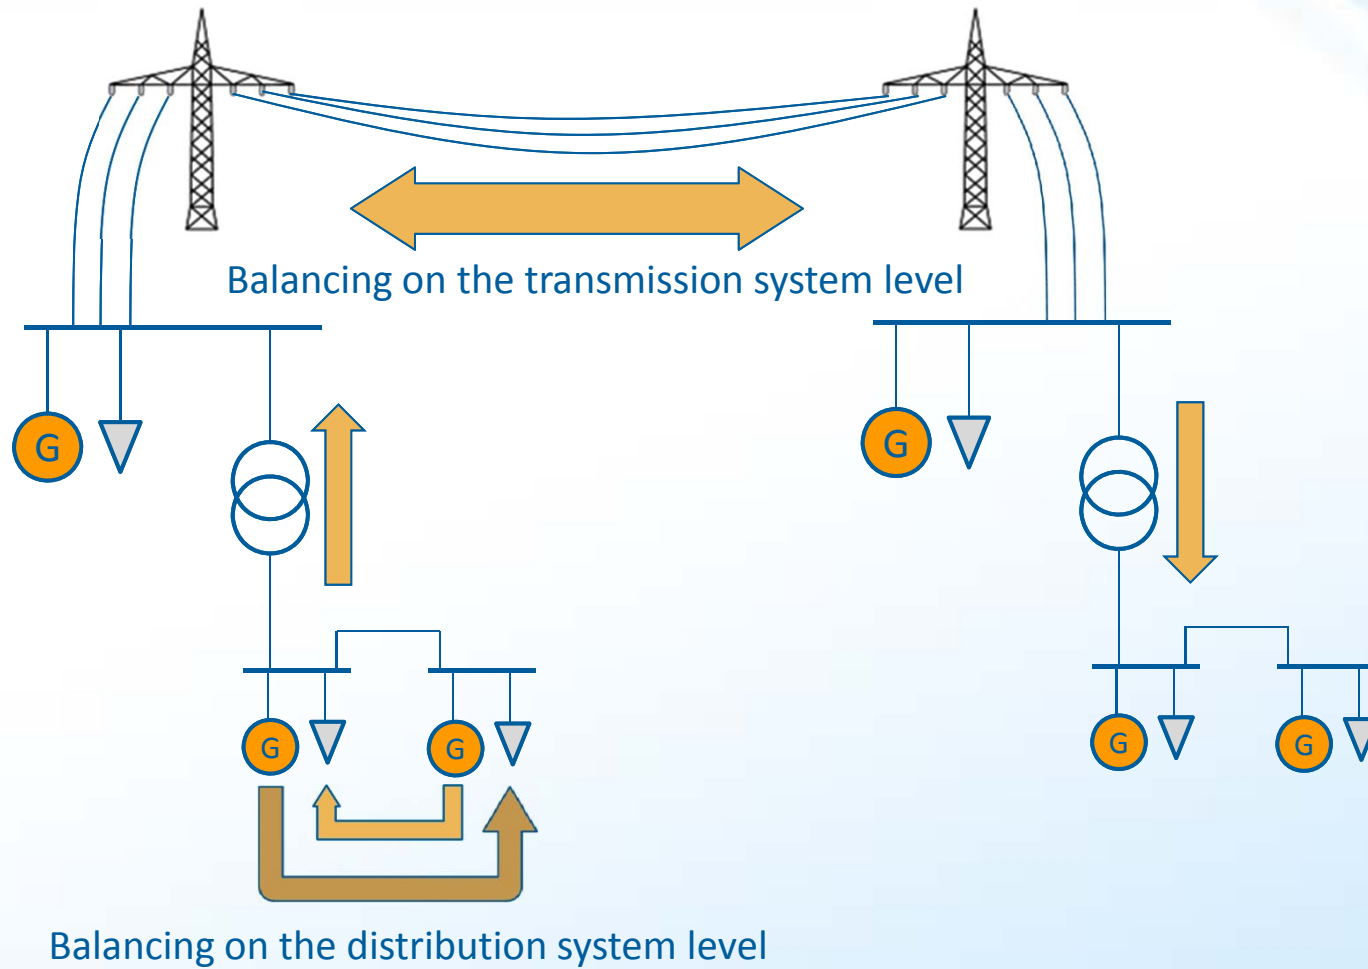 Balancing on the transmission system level
G
G
G
G
G
G
Balancing on the distribution system level